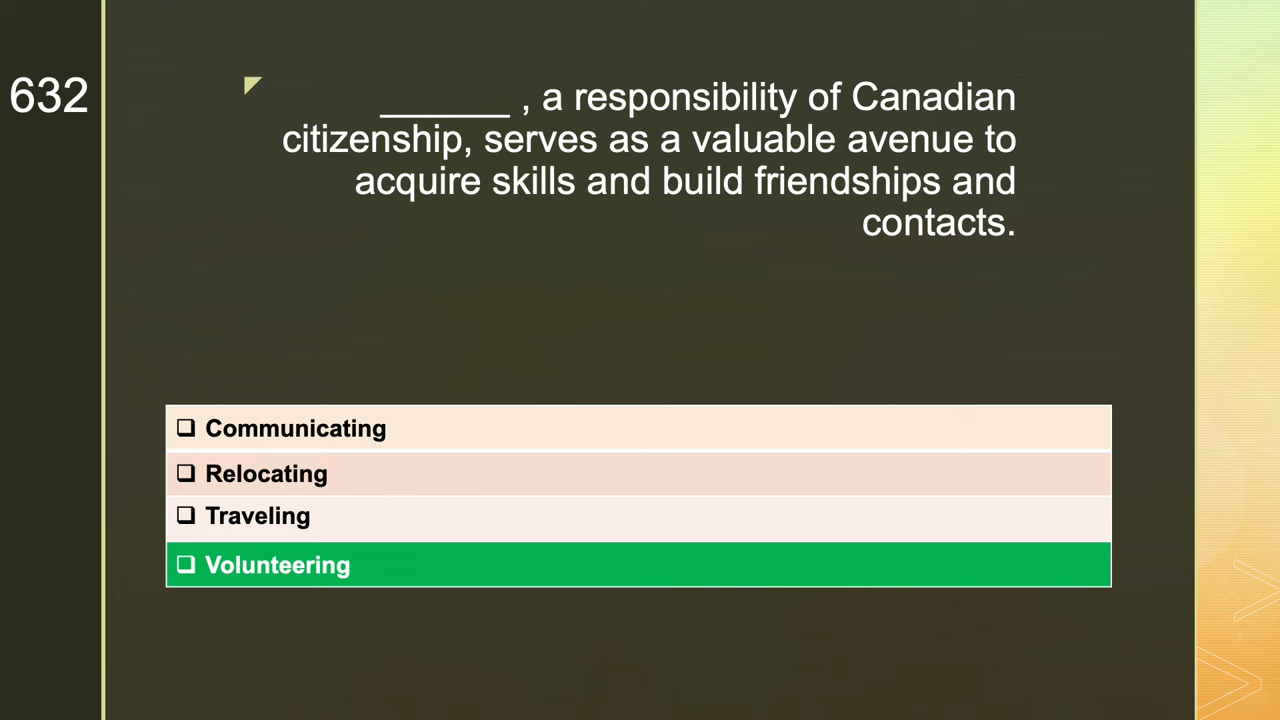 632
_______ , a responsibility of Canadian
citizenship, serves as a valuable avenue to
acquire skills and build friendships and
contacts.
❑ Communicating
❑ Relocating
❑ Traveling
❑ Volunteering